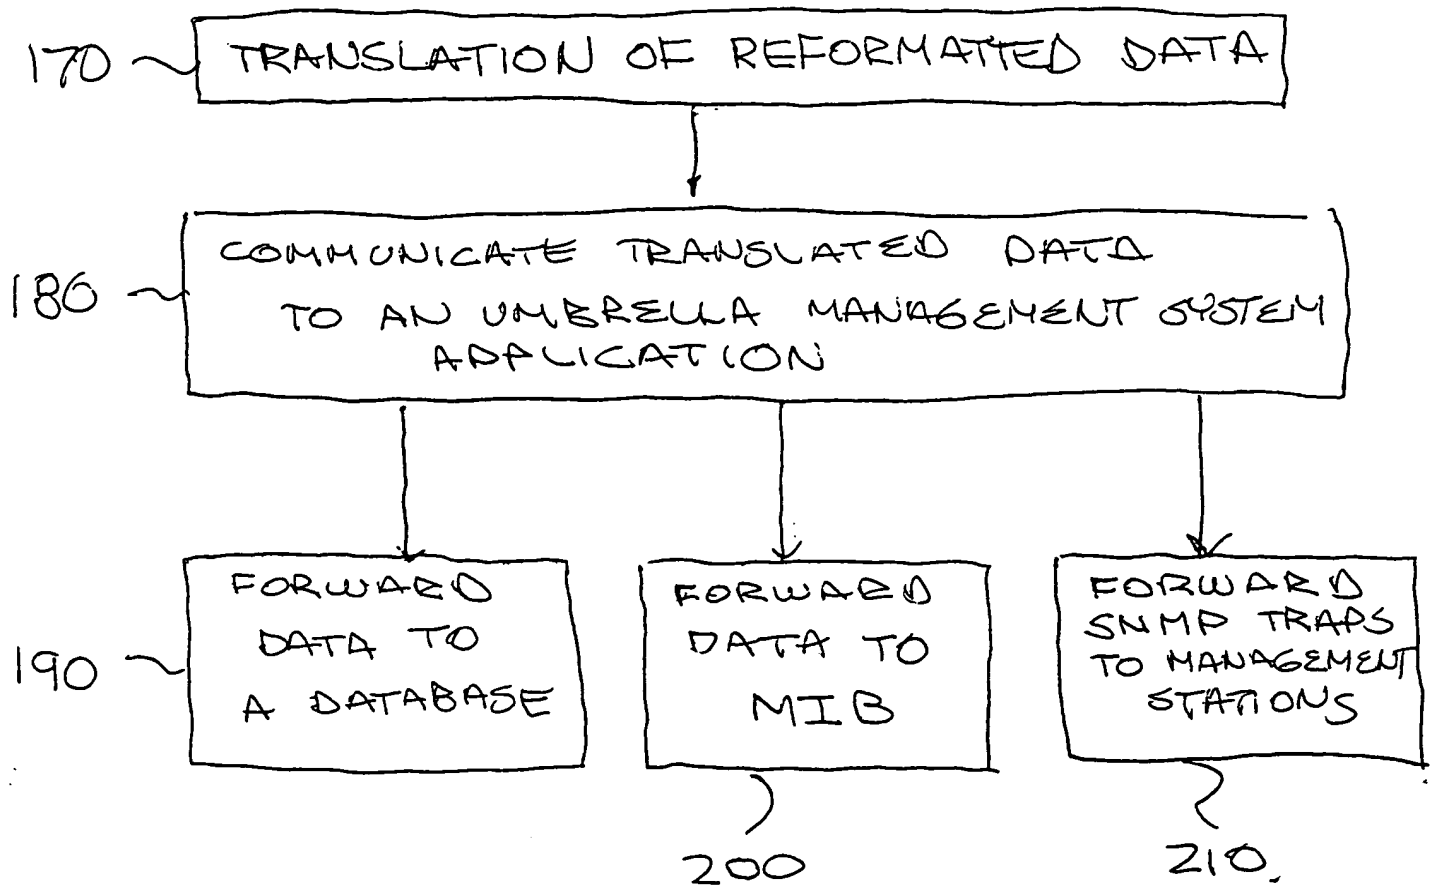 170
TRANSLATION OF REFORMATTED DATA
180
COMMUNICATE TRANSLATED DATA
TO AN UMBRELLA MANAGEMENT SYSTEM
APPLICATION
190
FORWARD
DATA TO
A DATABASE
FORWARD
DATA TO
MIB
FORWARD
SNMP TRAPS
TO MANAGEMENT
STATIONS
200
210.